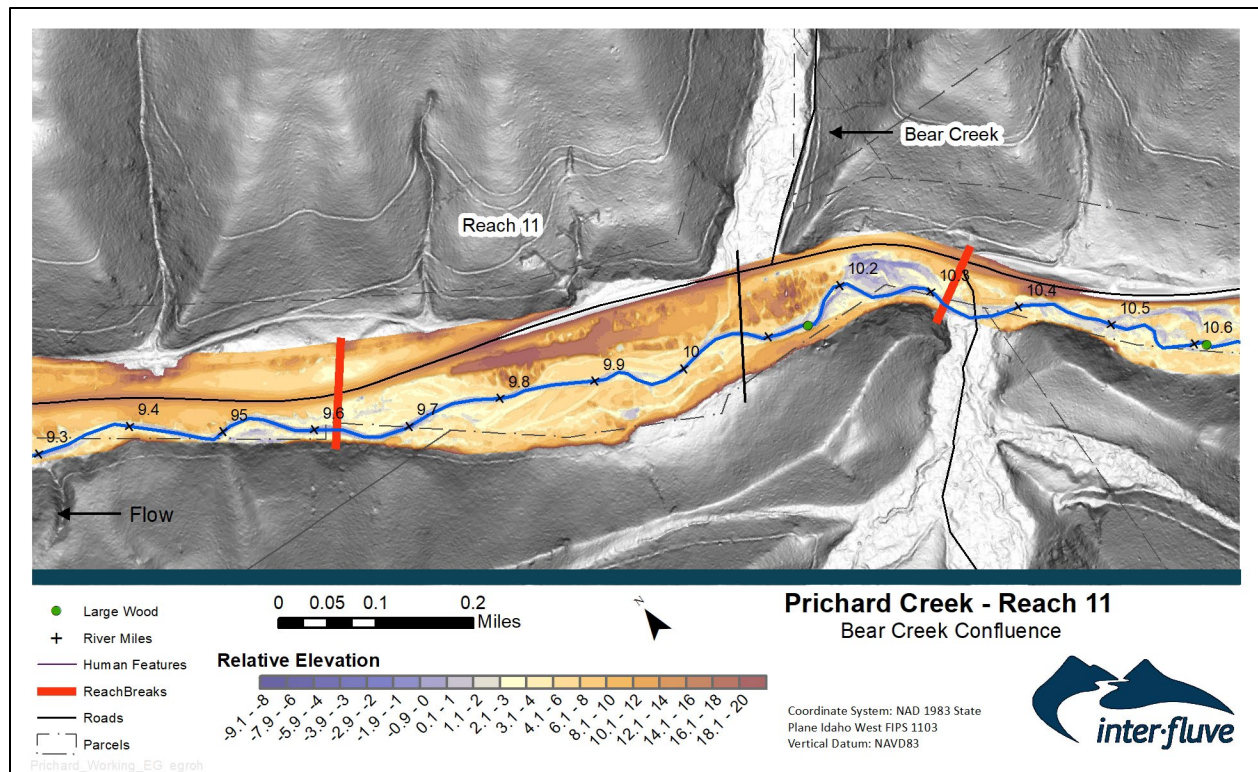 Bear Creek
Reach 11
10.2
10.3
10.4
10.5
10.6
9.9
10
9.8
9.7
9.6
95
9.4
9.3
Flow
Large Wood
River Miles
Human Features
ReachBreaks
Roads
Parcels
0 0.05 0.1 0.2
Miles
N
Relative Elevation
-9.1 - -8
-7.9 - -6
-5.9 - -4
-3.9 - -3
-2.9 - -2
-1.9 - -1
-0.9 - 0
0.1 - 1
1.1 - 2
2.1 - 3
3.1 - 4
4.1 - 6
6.1 - 8
8.1 - 10
10.1 - 12
12.1 - 14
14.1 - 16
16.1 - 18
18.1 - 20
Prichard Creek - Reach 11
Bear Creek Confluence
Coordinate System: NAD 1983 State
Plane Idaho West FIPS 1103
Vertical Datum: NAVD83
inter-fluve
Prichard_Working_EG egroh